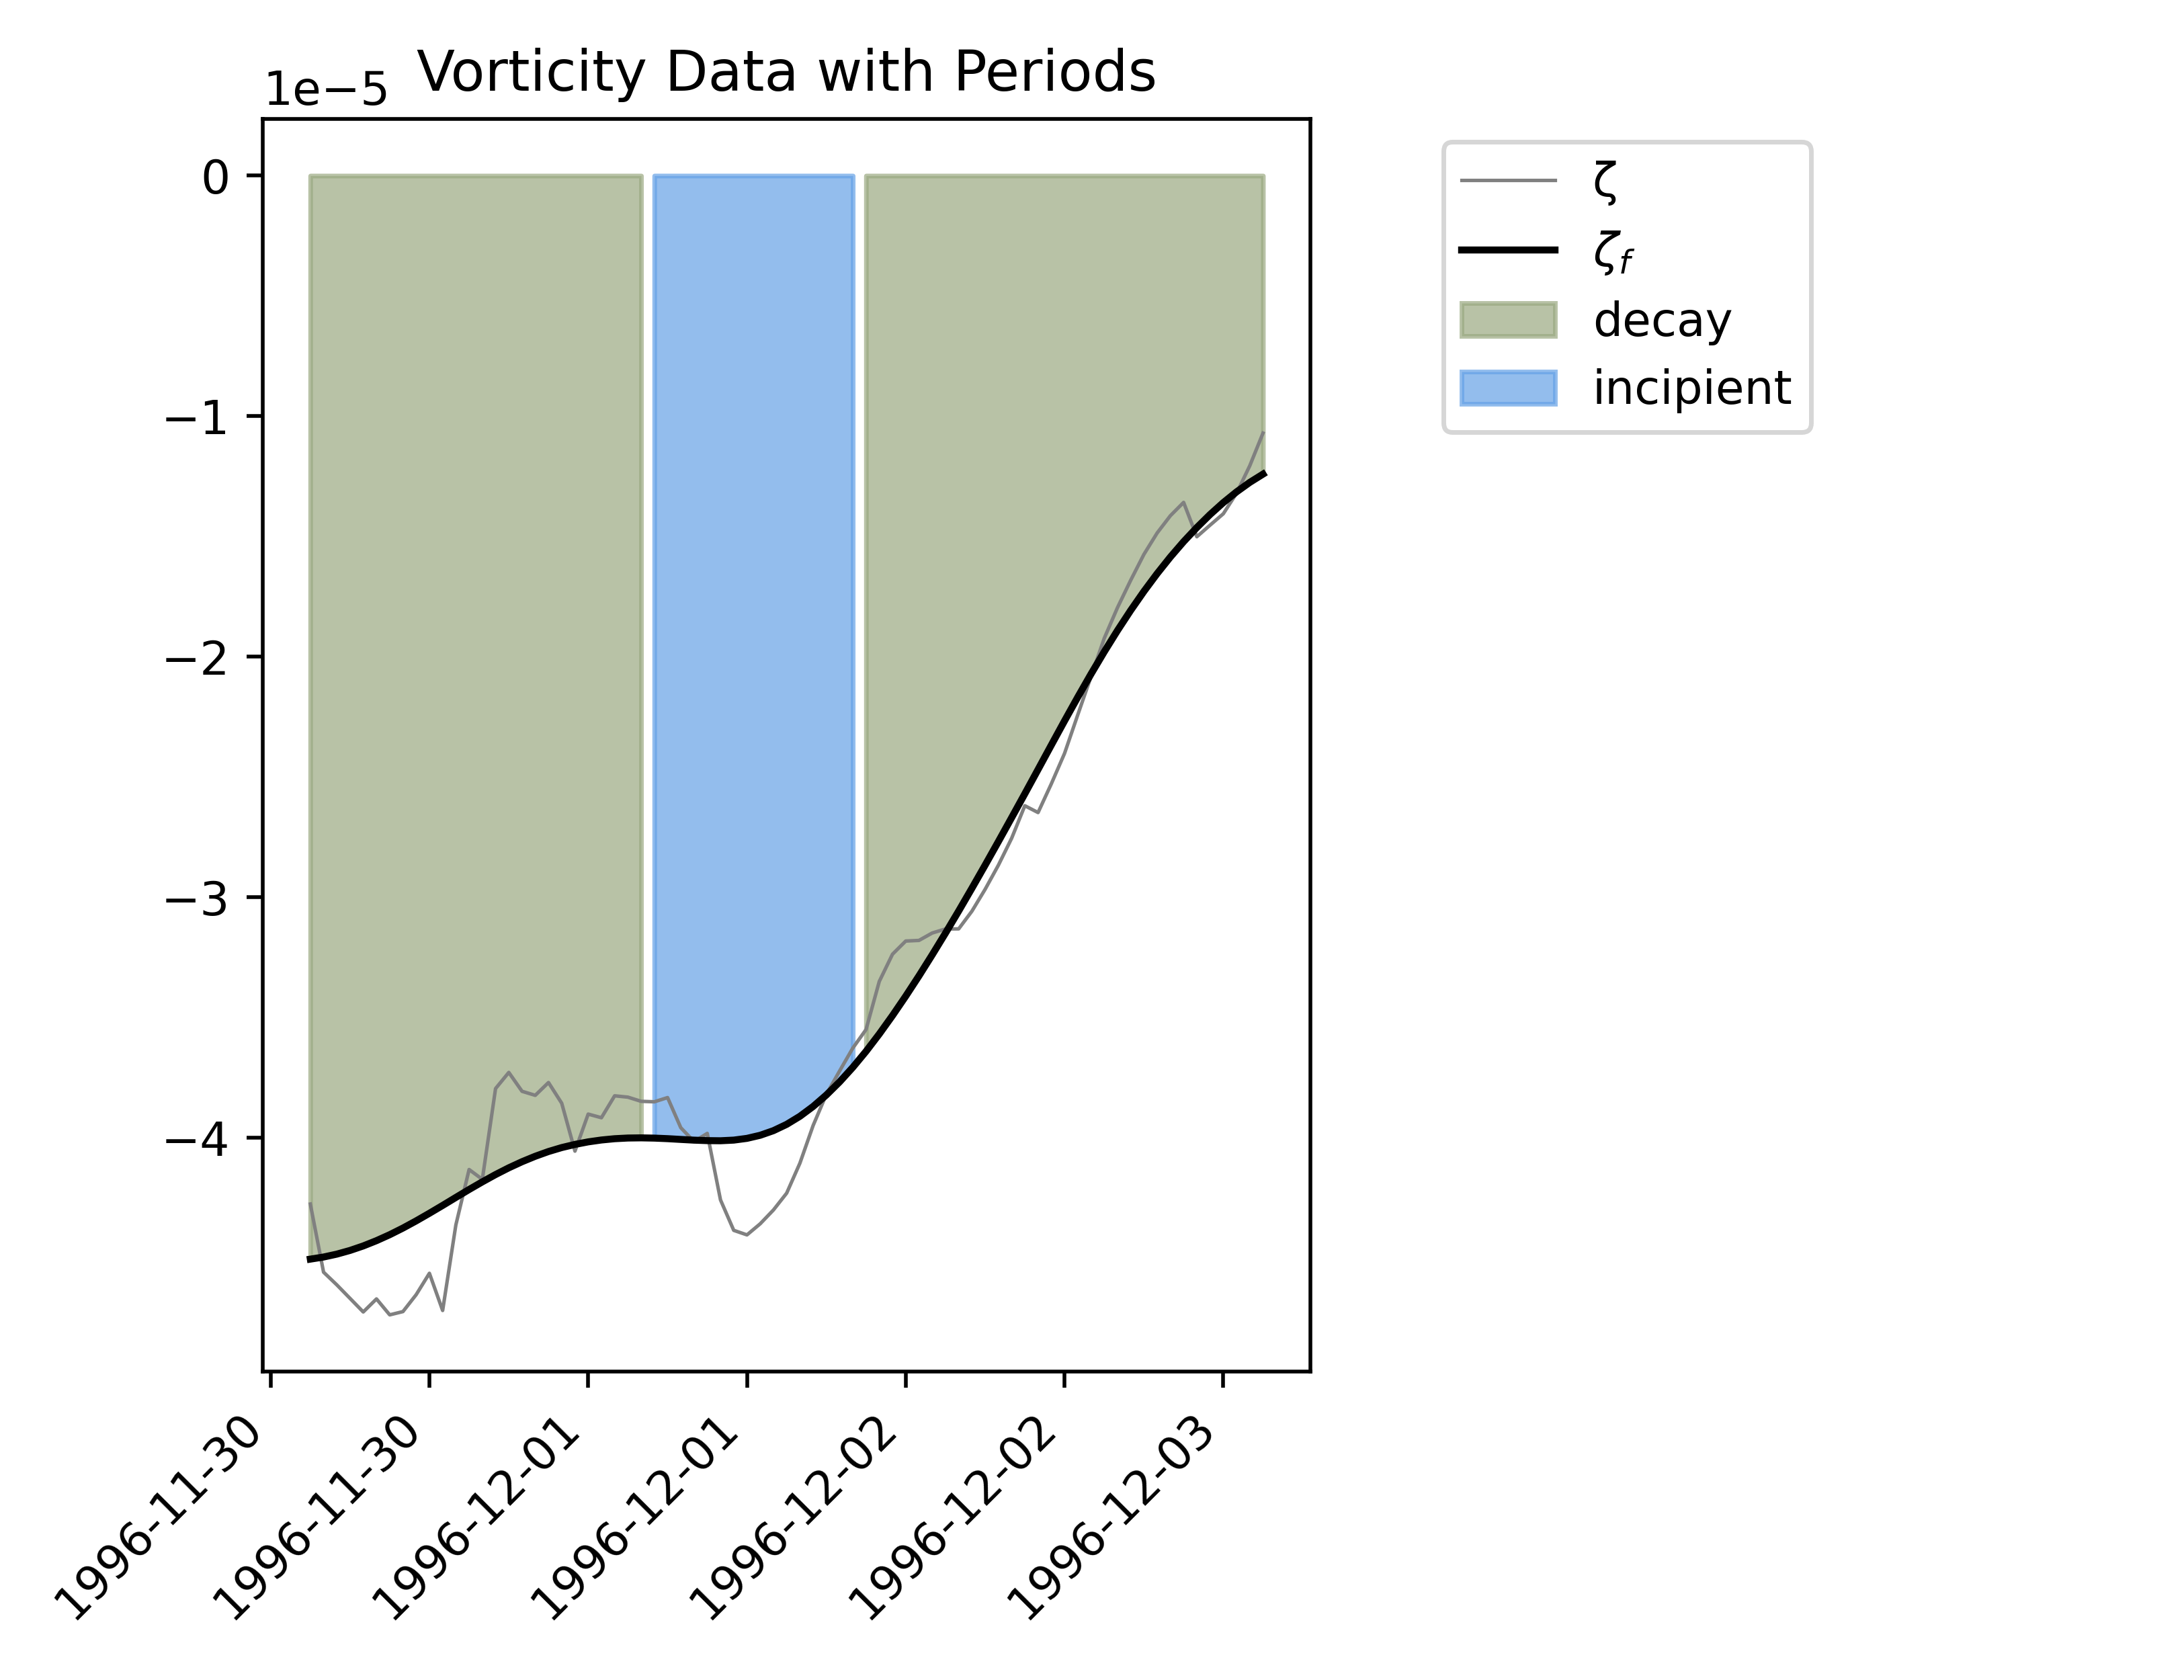 Vorticity Data with Periods
1e−5
0
−1
−2
−3
−4
1996-11-30
1996-11-30
1996-12-01
1996-12-01
1996-12-02
1996-12-02
1996-12-03
ζ
ζf
decay
incipient